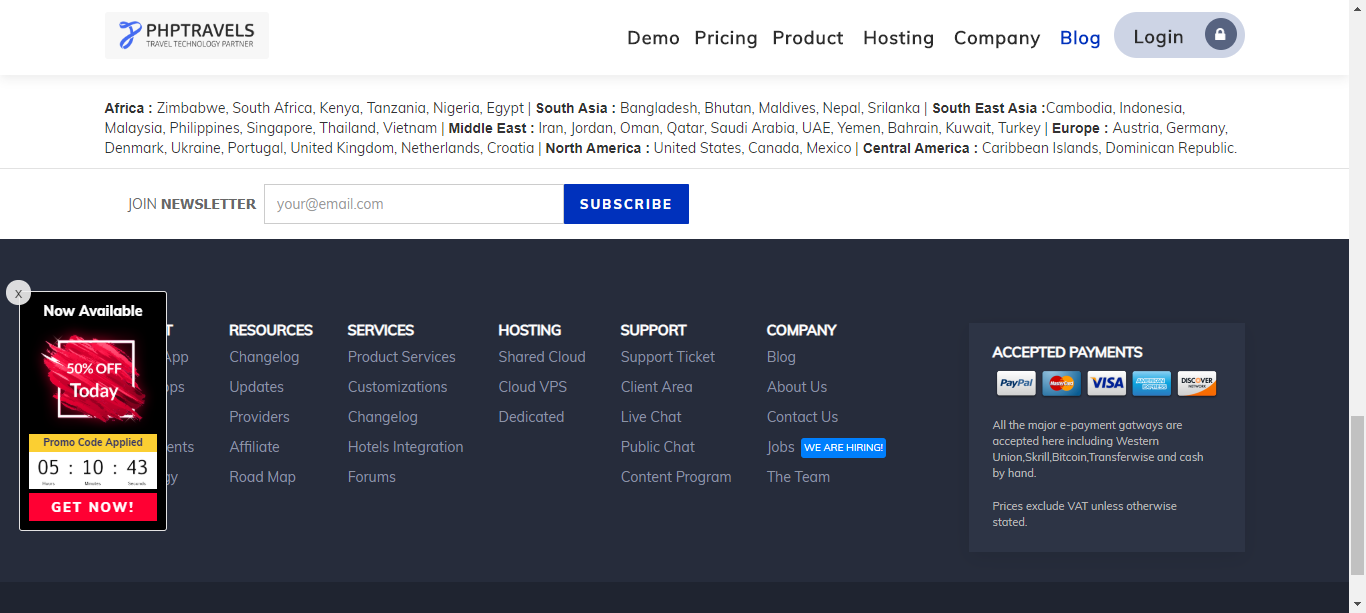 PHPTRAVELS
TRAVEL TECHNOLOGY PARTNER
Demo Pricing Product Hosting Company Blog Login
Africa : Zimbabwe, South Africa, Kenya, Tanzania, Nigeria, Egypt | South Asia : Bangladesh, Bhutan, Maldives, Nepal, Srilanka | South East Asia :Cambodia, Indonesia,
Malaysia, Philippines, Singapore, Thailand, Vietnam | Middle East : Iran, Jordan, Oman, Qatar, Saudi Arabia, UAE, Yemen, Bahrain, Kuwait, Turkey | Europe : Austria, Germany,
Denmark, Ukraine, Portugal, United Kingdom, Netherlands, Croatia | North America : United States, Canada, Mexico | Central America : Caribbean Islands, Dominican Republic.
JOIN NEWSLETTER your@email.com SUBSCRIBE
x
Now Available
50% OFF
Today
Promo Code Applied
05 : 10 : 43
Hours Minutes Seconds
GET NOW!
T
App
ops
ents
gy
RESOURCES
Changelog
Updates
Providers
Affiliate
Road Map
SERVICES
Product Services
Customizations
Changelog
Hotels Integration
Forums
HOSTING
Shared Cloud
Cloud VPS
Dedicated
SUPPORT
Support Ticket
Client Area
Live Chat
Public Chat
Content Program
COMPANY
Blog
About Us
Contact Us
Jobs WE ARE HIRING!
The Team
ACCEPTED PAYMENTS
PayPal MasterCard VISA AMERICAN EXPRESS DISCOVER NETWORK
All the major e-payment gatways are
accepted here including Western
Union,Skrill,Bitcoin,Transferwise and cash
by hand.
Prices exclude VAT unless otherwise
stated.